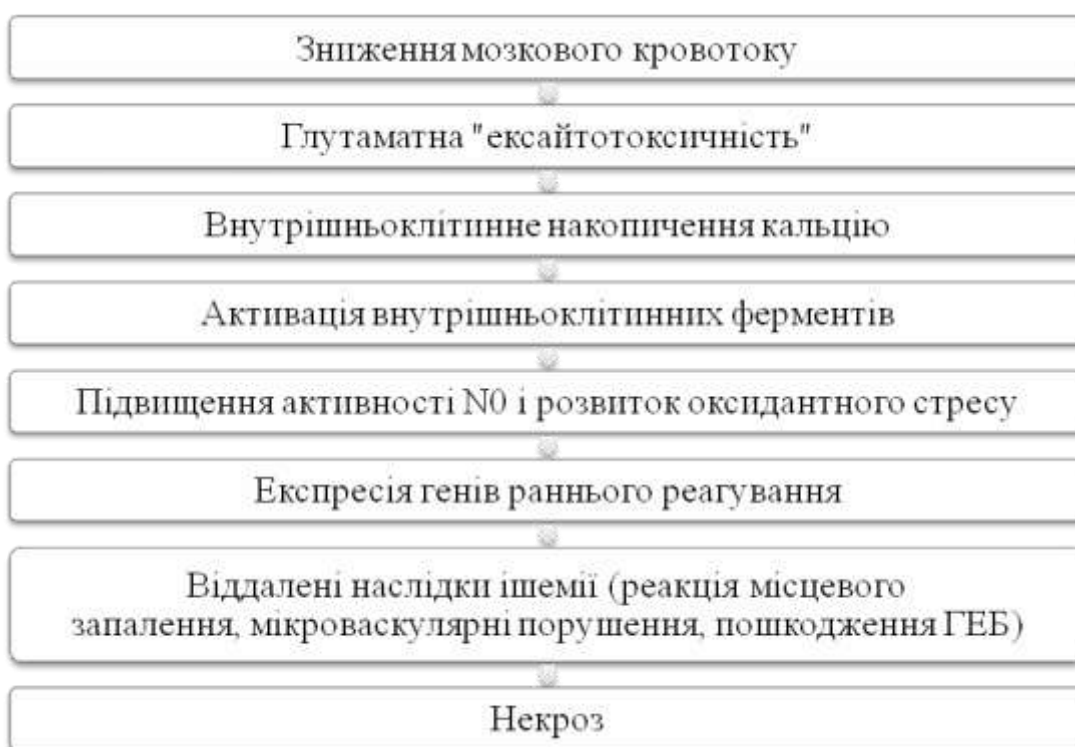 Зниження мозкового кровотоку
Глутаматна "ексайтотоксичність"
Внутрішньоклітинне накопичення кальцію
Активація внутрішньоклітинних ферментів
Підвищення активності N0 і розвиток оксидантного стресу
Експресія генів раннього реагування
Віддалені наслідки ішемії (реакція місцевого
запалення, мікроваскулярні порушення, пошкодження ГЕБ)
Некроз